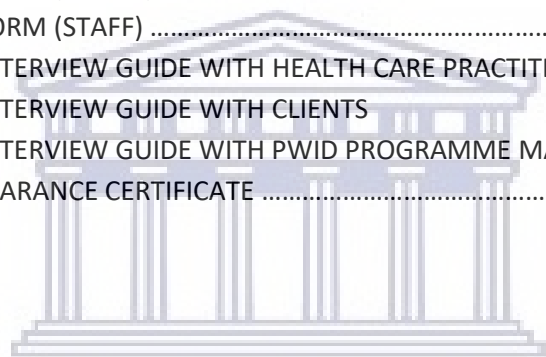 ORM (STAFF) ……………………………………………………
TERVIEW GUIDE WITH HEALTH CARE PRACTIT
TERVIEW GUIDE WITH CLIENTS
TERVIEW GUIDE WITH PWID PROGRAMME MA
ARANCE CERTIFICATE ……………………………………